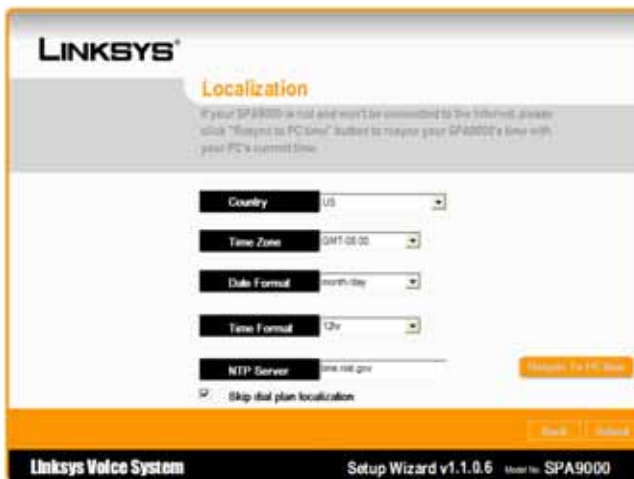 LINKSYS®
Localization
If your SPA9000 is not and won't be connected to the Internet, please
click "Resync to PC time" button to resync your SPA9000's time with
your PC's current time.
Country US
Time Zone GMT-08:00
Date Format month/day
Time Format 12hr
NTP Server time.nist.gov
Resync To PC time
Skip dial plan localization
Back
Linksys Voice System Setup Wizard v1.1.0.6 Model No. SPA9000